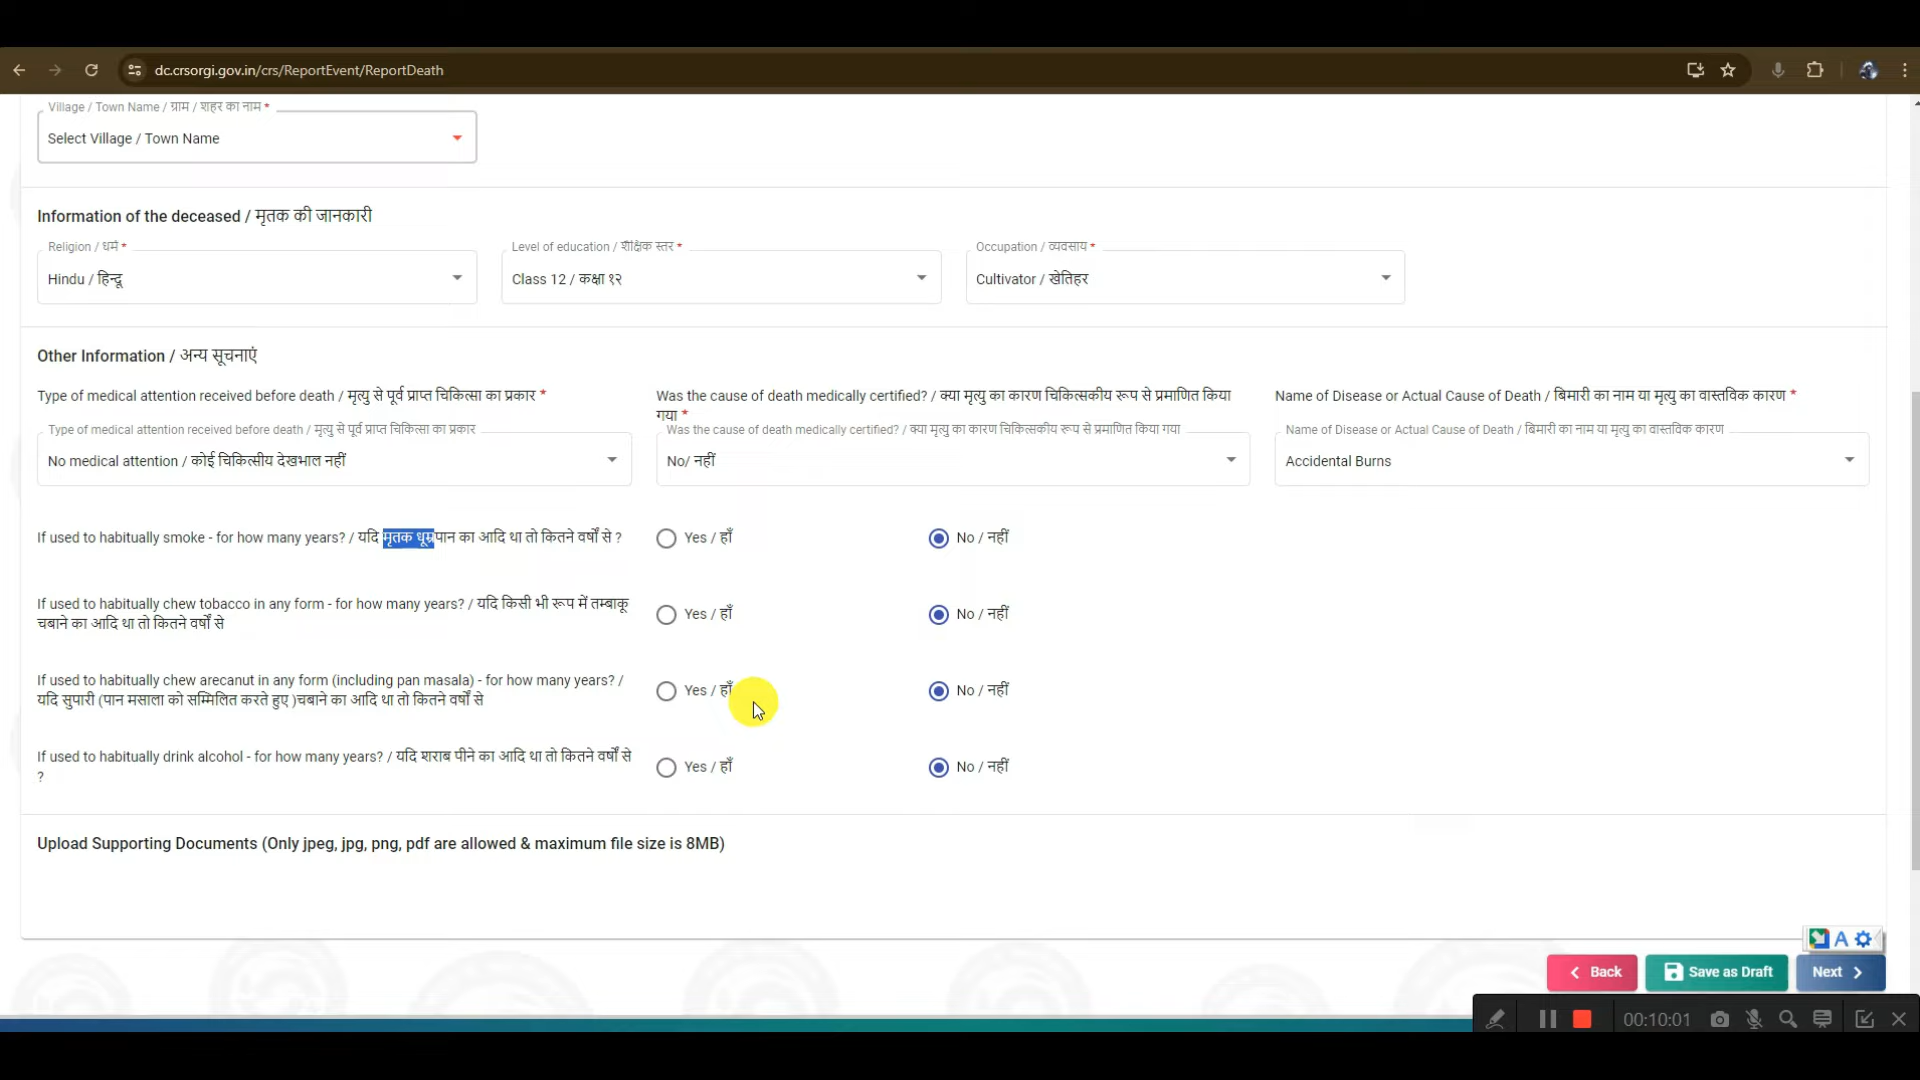 dc.crsorgi.gov.in/crs/ReportEvent/ReportDeath
Village / Town Name / ग्राम / शहर का नाम *
Select Village / Town Name
Information of the deceased / मृतक की जानकारी
Religion / धर्म *
Level of education / शैक्षिक स्तर *
Occupation / व्यवसाय *
Hindu / हिन्दू
Class 12 / कक्षा १२
Cultivator / खेतिहर
Other Information / अन्य सूचनाएं
Type of medical attention received before death / मृत्यु से पूर्व प्राप्त चिकित्सा का प्रकार *
Was the cause of death medically certified? / क्या मृत्यु का कारण चिकित्सकीय रूप से प्रमाणित किया
गया *
Name of Disease or Actual Cause of Death / बिमारी का नाम या मृत्यु का वास्तविक कारण *
Type of medical attention received before death / मृत्यु से पूर्व प्राप्त चिकित्सा का प्रकार
Was the cause of death medically certified? / क्या मृत्यु का कारण चिकित्सकीय रूप से प्रमाणित किया गया
Name of Disease or Actual Cause of Death / बिमारी का नाम या मृत्यु का वास्तविक कारण
No medical attention / कोई चिकित्सीय देखभाल नहीं
No/ नहीं
Accidental Burns
If used to habitually smoke - for how many years? / यदि मृतक धूम्रपान का आदि था तो कितने वर्षों से ?
Yes / हाँ
No / नहीं
If used to habitually chew tobacco in any form - for how many years? / यदि किसी भी रूप में तम्बाकू
चबाने का आदि था तो कितने वर्षों से
Yes / हाँ
No / नहीं
If used to habitually chew arecanut in any form (including pan masala) - for how many years? /
यदि सुपारी (पान मसाला को सम्मिलित करते हुए )चबाने का आदि था तो कितने वर्षों से
Yes / हाँ
No / नहीं
If used to habitually drink alcohol - for how many years? / यदि शराब पीने का आदि था तो कितने वर्षों से
?
Yes / हाँ
No / नहीं
Upload Supporting Documents (Only jpeg, jpg, png, pdf are allowed & maximum file size is 8MB)
A
Back
Save as Draft
Next
00:10:01